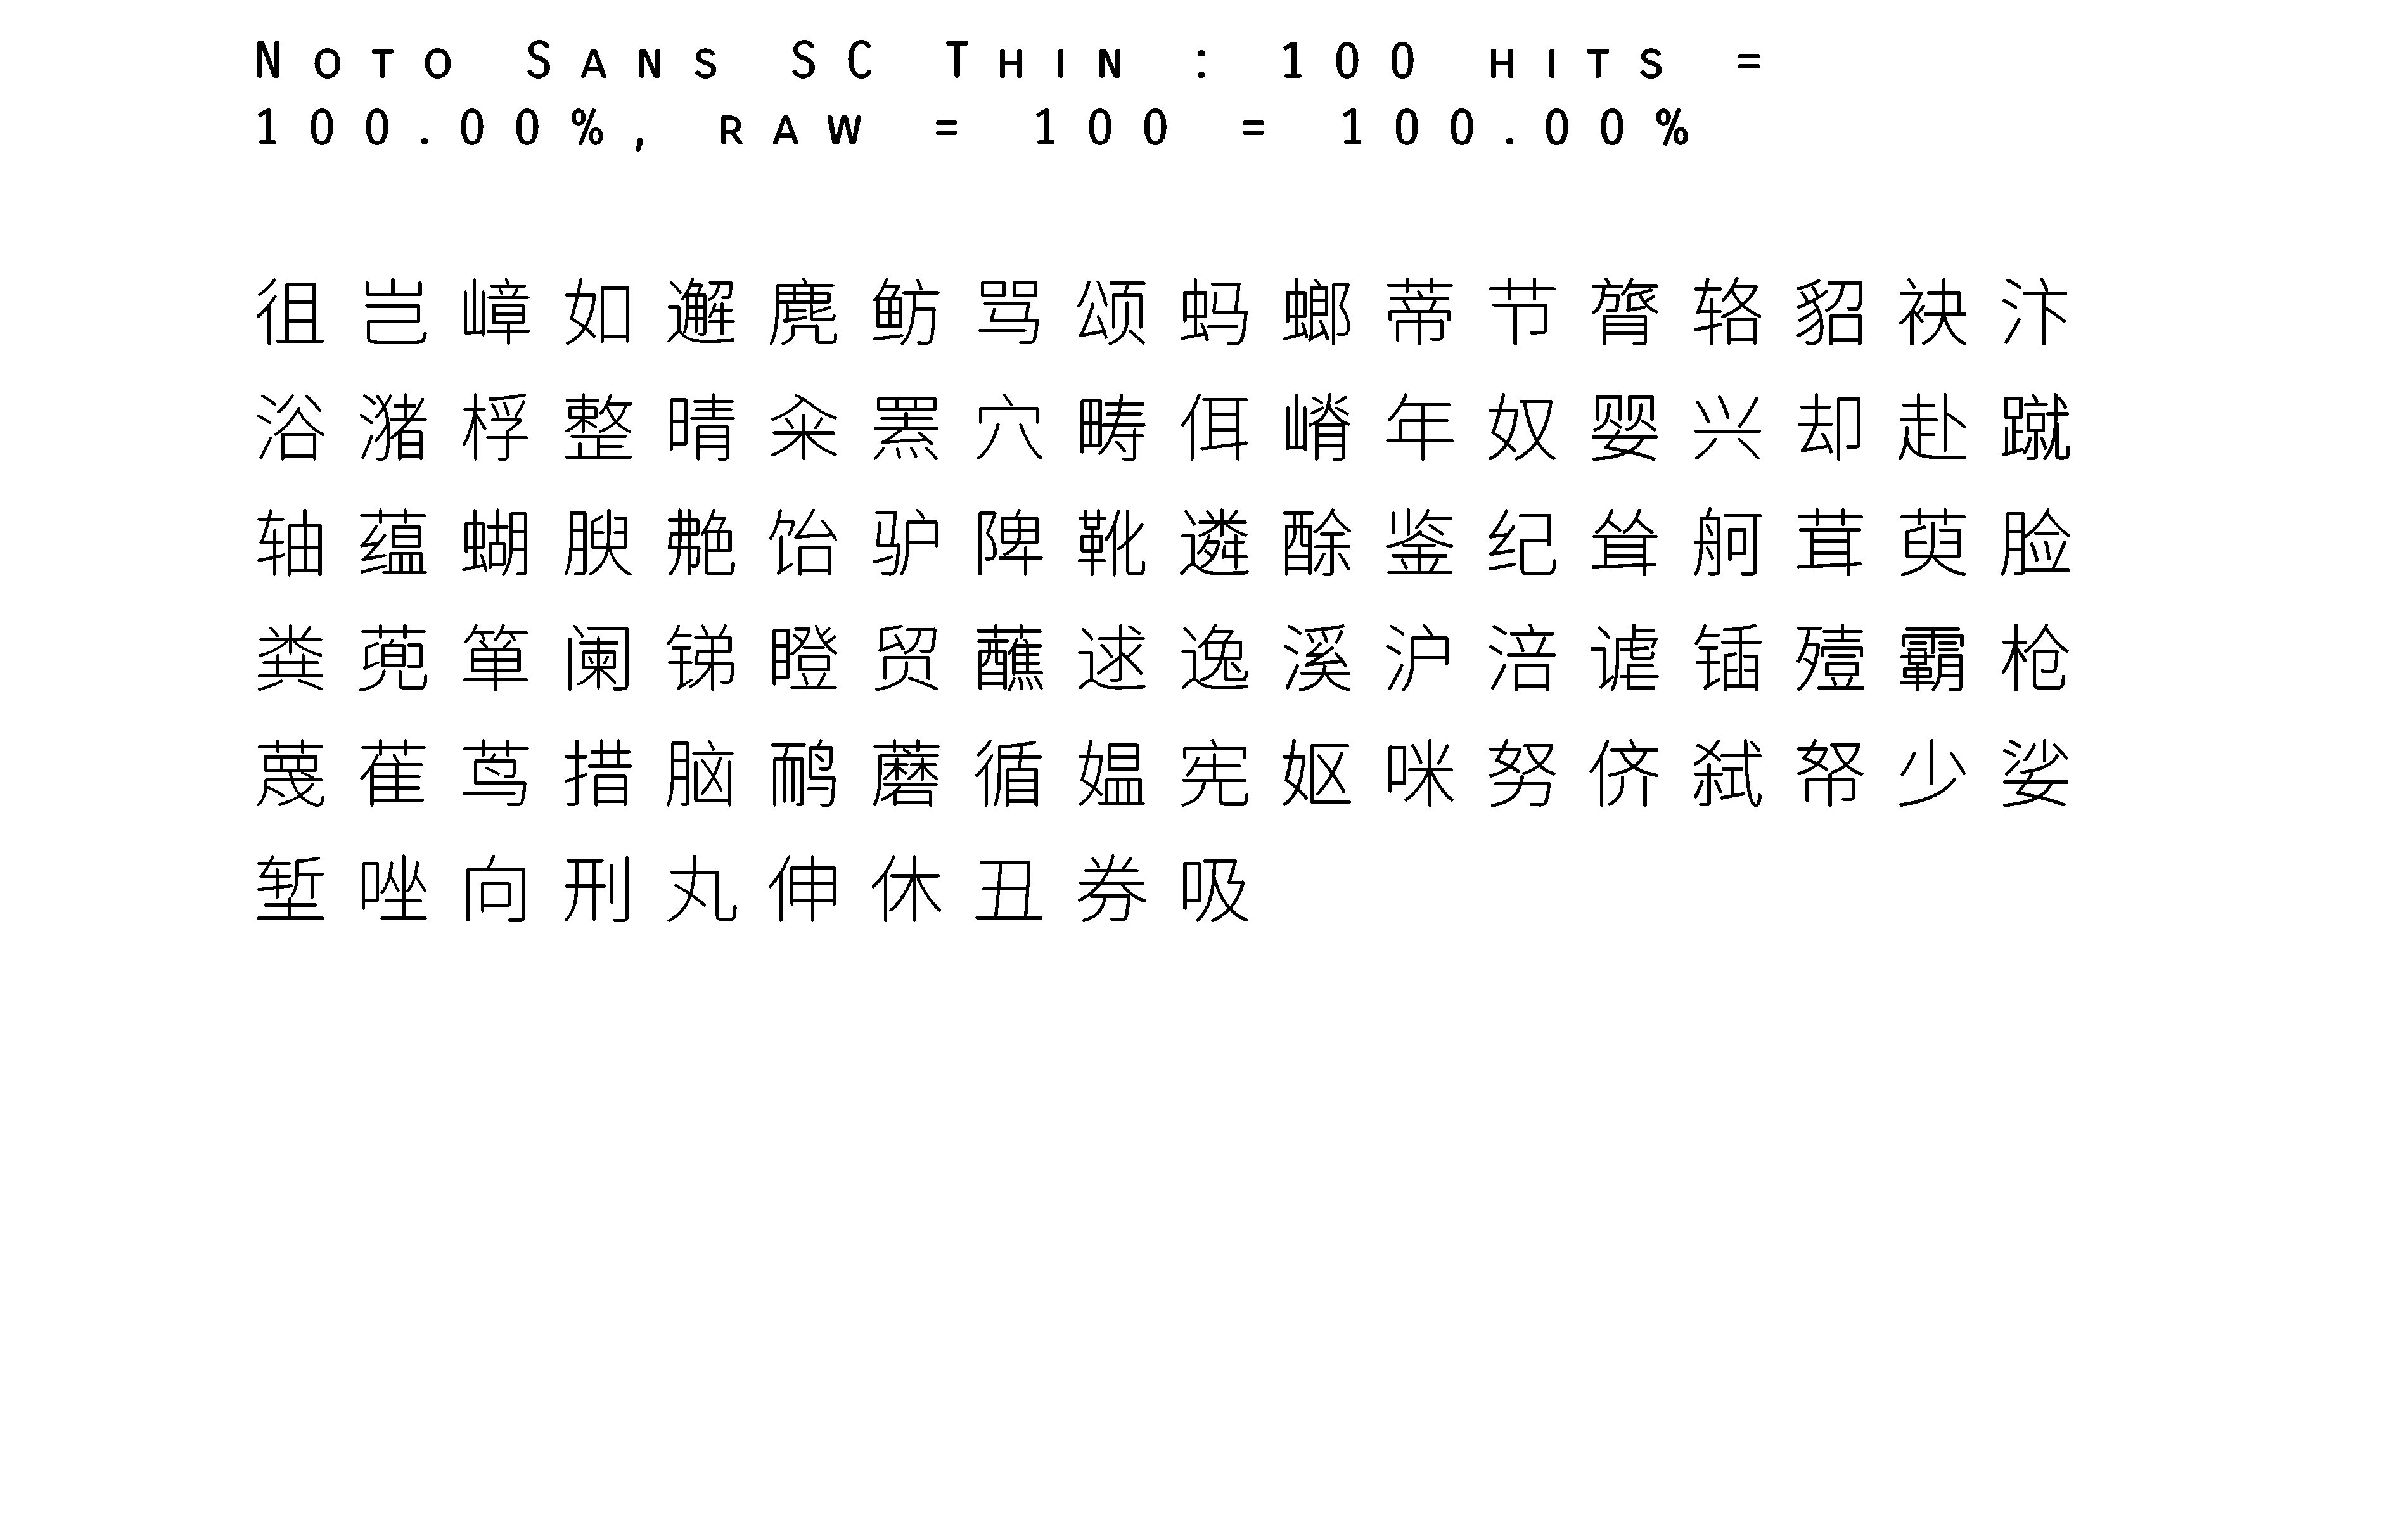 Noto Sans SC Thin : 100 hits =
100.00%, raw = 100 = 100.00%
徂岂嶂如邂麂鲂骂颂蚂螂蒂节膂辂貂袂汴
浴潴桴整晴籴罴穴畴佴嵴年奴婴兴却赴蹴
轴蕴蝴腴艴饴驴陴靴遴酴鉴纪耸舸茸萸脸
粪蔸箪阑锑瞪贸蘸逑逸溪沪涪谑锸殪霸枪
蔑萑茑措脑鸸蘑循媪宪妪咪努侪弑帑少娑
堑唑向刑丸伸休丑券吸